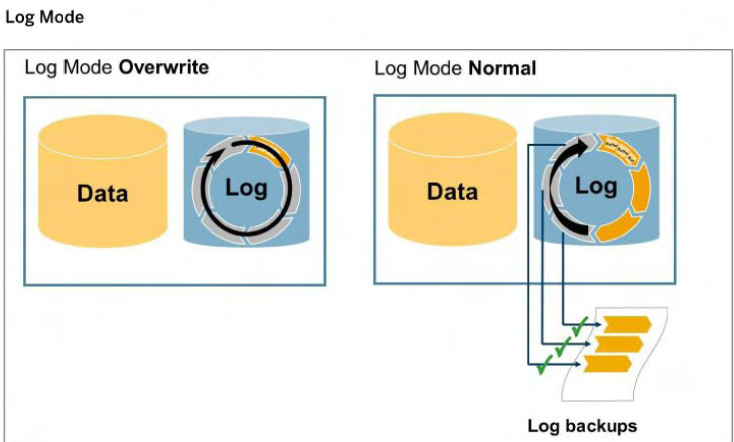 Log Mode
Log Mode Overwrite
Log Mode Normal
Data
Log
Data
Log
Log backups